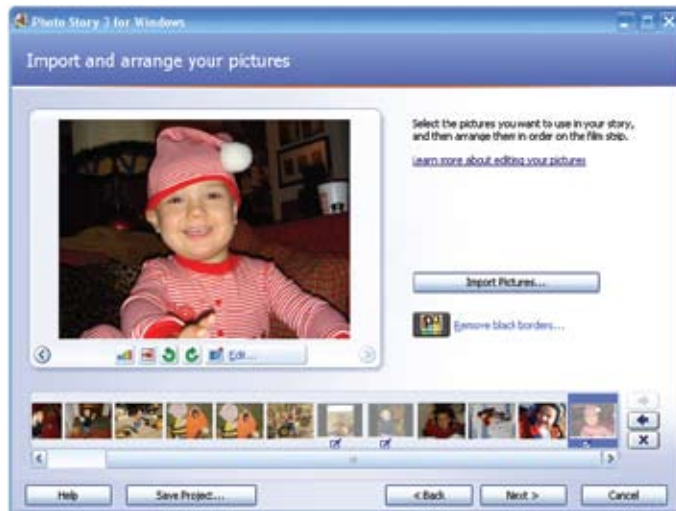 Photo Story 3 for Windows
Import and arrange your pictures
Select the pictures you want to use in your story,
and then arrange them in order on the film strip.
Learn more about editing your pictures
Import Pictures...
Remove black borders...
Edit...
Help
Save Project...
< Back
Next >
Cancel